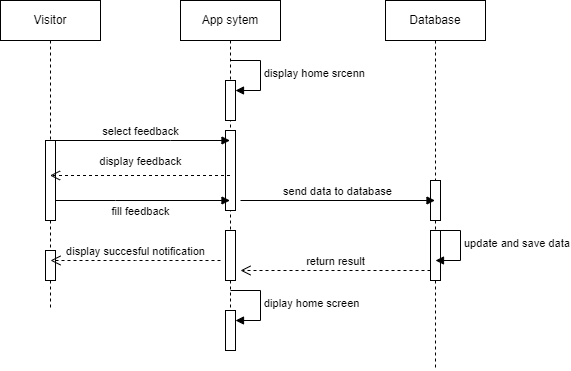 Visitor
App sytem
Database
display home srcenn
select feedback
display feedback
send data to database
fill feedback
update and save data
display succesful notification
return result
diplay home screen